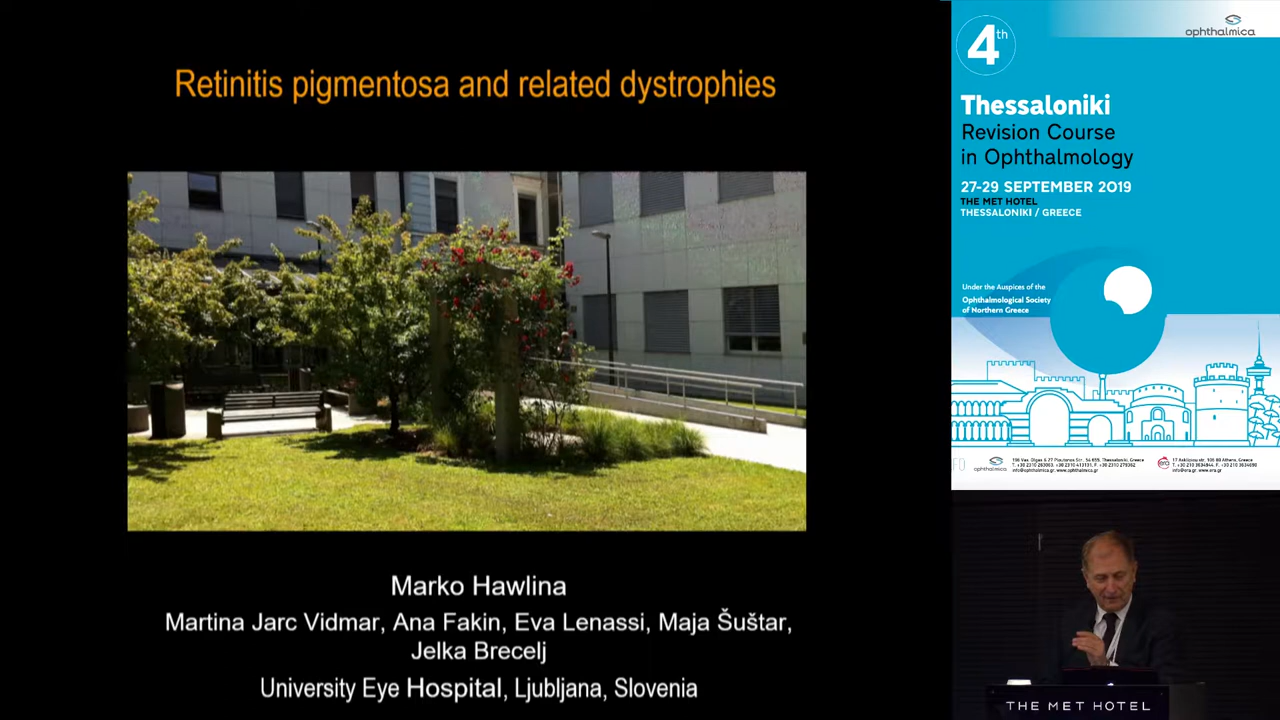 Retinitis pigmentosa and related dystrophies
Marko Hawlina
Martina Jarc Vidmar, Ana Fakin, Eva Lenassi, Maja Šuštar,
Jelka Brecelj
University Eye Hospital, Ljubljana, Slovenia
ophthalmica
4th
Thessaloniki
Revision Course
in Ophthalmology
27-29 SEPTEMBER 2019
THE MET HOTEL
THESSALONIKI / GREECE
Under the Auspices of the
Ophthalmological Society
of Northern Greece
ophthalmica
THE MET HOTEL